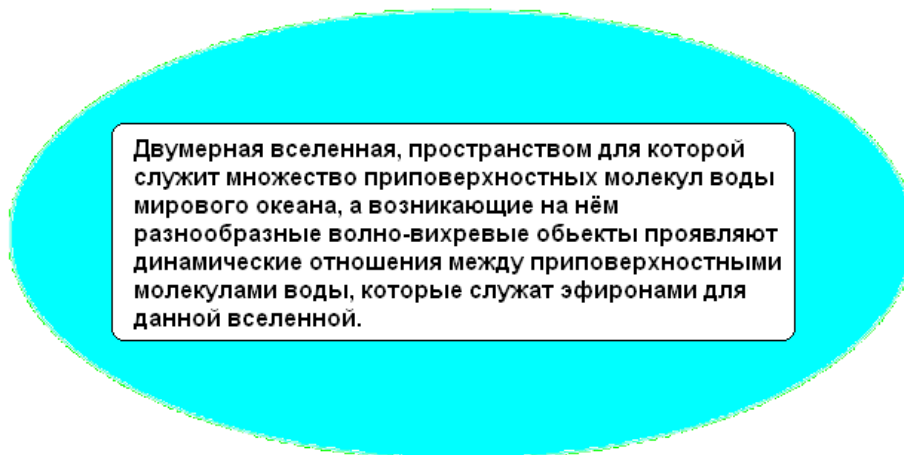 Двумерная вселенная, пространством для которой
служит множество приповерхностных молекул воды
мирового океана, а возникающие на нём
разнообразные волно-вихревые обьекты проявляют
динамические отношения между приповерхностными
молекулами воды, которые служат эфиронами для
данной вселенной.